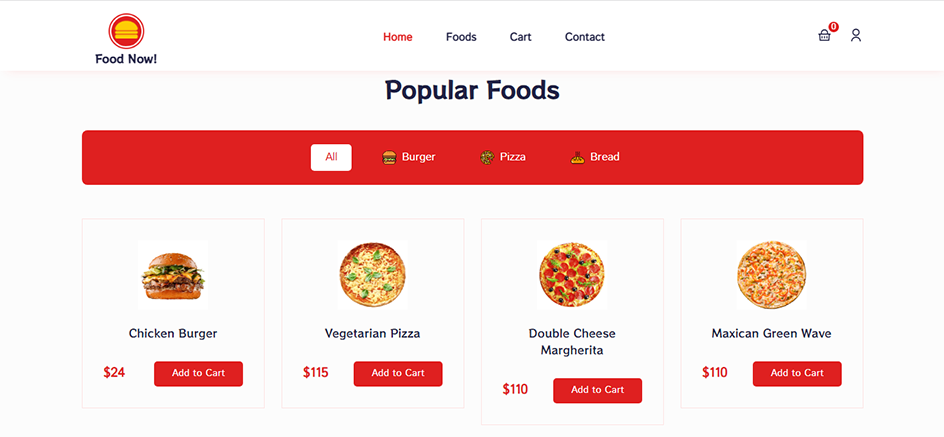 Food Now!
Home Foods Cart Contact
0
Popular Foods
All Burger Pizza Bread
Chicken Burger
$24 Add to Cart
Vegetarian Pizza
$115 Add to Cart
Double Cheese
Margherita
$110 Add to Cart
Maxican Green Wave
$110 Add to Cart